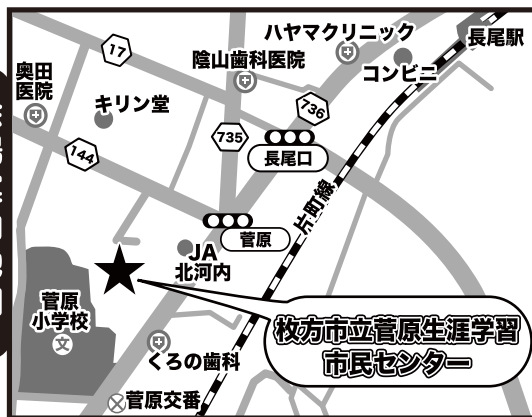 ハヤマクリニック
長尾駅
17
陰山歯科医院
コンビニ
奥田
医院
キリン堂
736
735
長尾口
144
片町線
菅原
JA
北河内
菅原
小学校
文
枚方市立菅原生涯学習
市民センター
くろの歯科
菅原交番